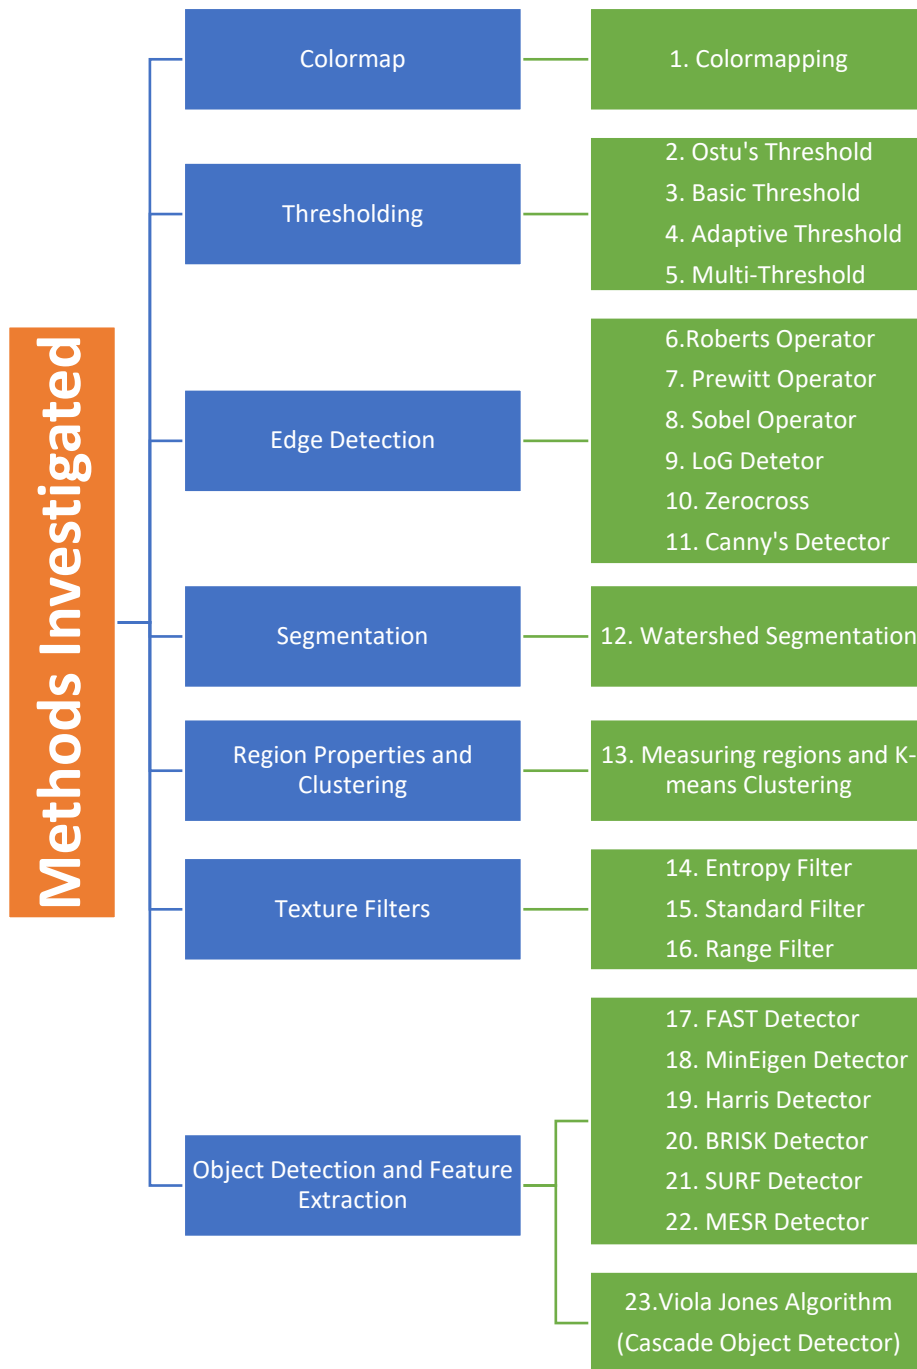 Methods Investigated
Colormap
1. Colormapping
Thresholding
2. Ostu's Threshold
3. Basic Threshold
4. Adaptive Threshold
5. Multi-Threshold
Edge Detection
6.Roberts Operator
7. Prewitt Operator
8. Sobel Operator
9. LoG Detetor
10. Zerocross
11. Canny's Detector
Segmentation
12. Watershed Segmentation
Region Properties and
Clustering
13. Measuring regions and K-
means Clustering
Texture Filters
14. Entropy Filter
15. Standard Filter
16. Range Filter
Object Detection and Feature
Extraction
17. FAST Detector
18. MinEigen Detector
19. Harris Detector
20. BRISK Detector
21. SURF Detector
22. MESR Detector
23.Viola Jones Algorithm
(Cascade Object Detector)